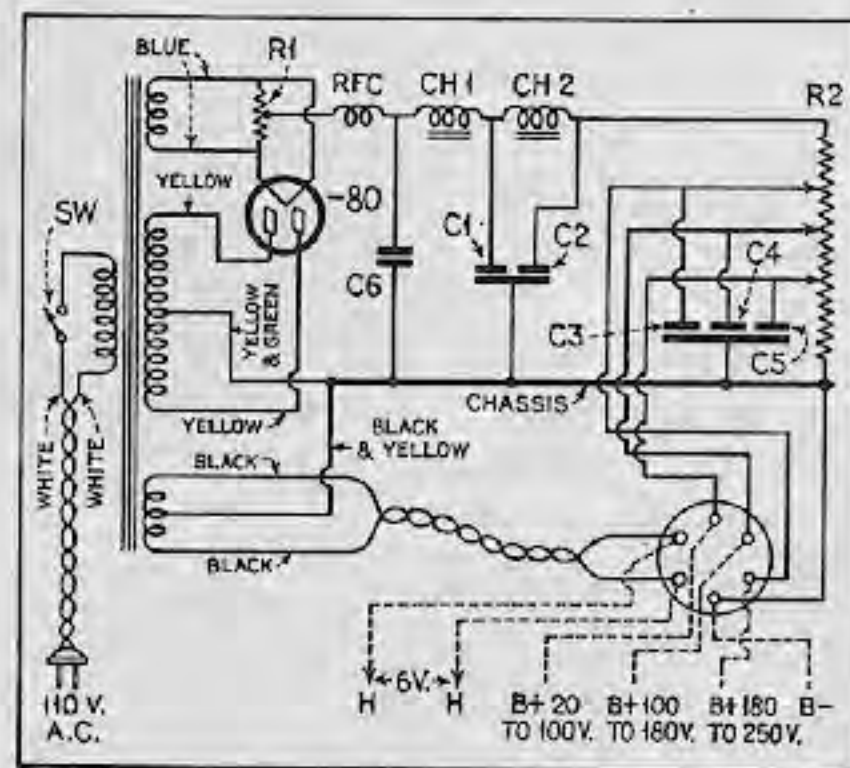 BLUE
R1
RFC
CH 1
CH 2
R2
YELLOW
-80
SW
C1
C2
C6
C4
C3
C5
YELLOW
& GREEN
CHASSIS
YELLOW
BLACK
& YELLOW
BLACK
WHITE
WHITE
BLACK
110 V.
A.C.
6V.
H
H
B+20
TO 100V.
B+100
TO 180V.
B+180
TO 250V.
B-